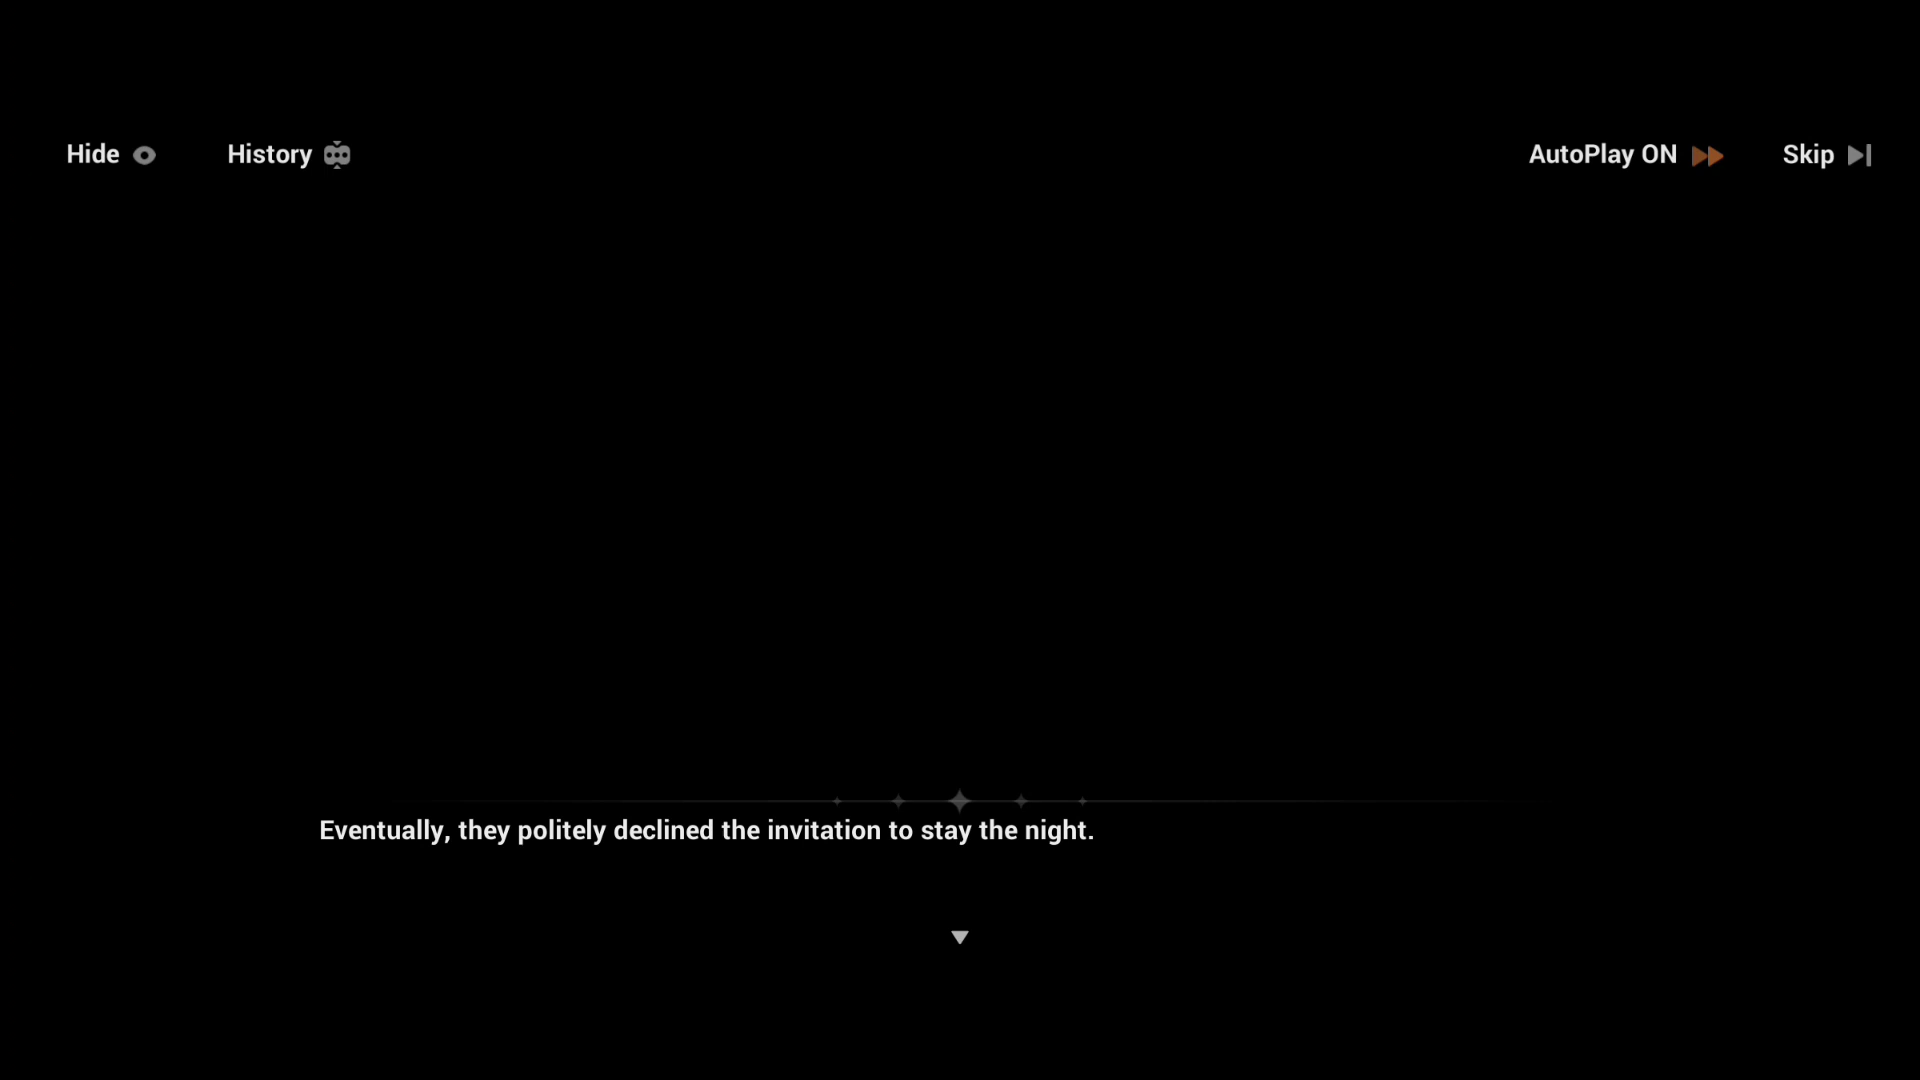 Hide
History
AutoPlay ON
Skip
Eventually, they politely declined the invitation to stay the night.